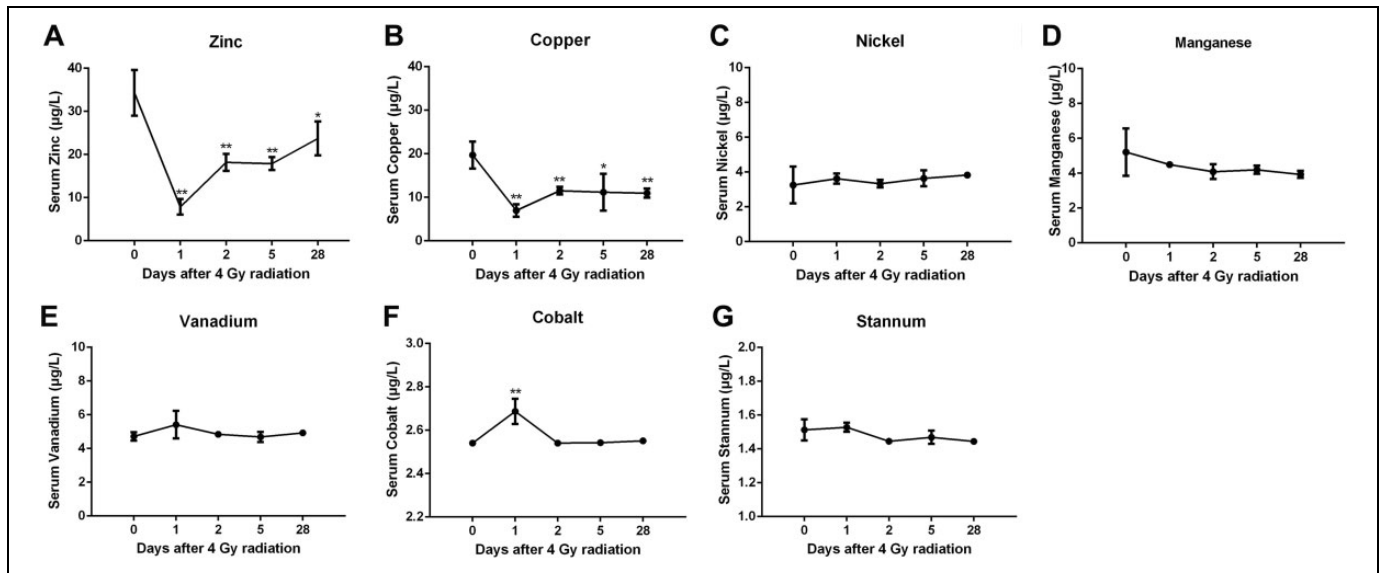 A
Zinc
Serum Zinc (µg/L)
40
30
20
10
0
**
**
**
*
0 1 2 5 28
Days after 4 Gy radiation
B
Copper
Serum Copper (µg/L)
40
30
20
10
0
**
**
*
**
0 1 2 5 28
Days after 4 Gy radiation
C
Nickel
Serum Nickel (µg/L)
10
8
6
4
2
0
0 1 2 5 28
Days after 4 Gy radiation
D
Manganese
Serum Manganese (µg/L)
10
8
6
4
2
0
0 1 2 5 28
Days after 4 Gy radiation
E
Vanadium
Serum Vanadium (µg/L)
10
8
6
4
2
0
0 1 2 5 28
Days after 4 Gy radiation
F
Cobalt
Serum Cobalt (µg/L)
3.0
2.8
2.6
2.4
2.2
**
0 1 2 5 28
Days after 4 Gy radiation
G
Stannum
Serum Stannum (µg/L)
2.0
1.8
1.6
1.4
1.2
1.0
0 1 2 5 28
Days after 4 Gy radiation